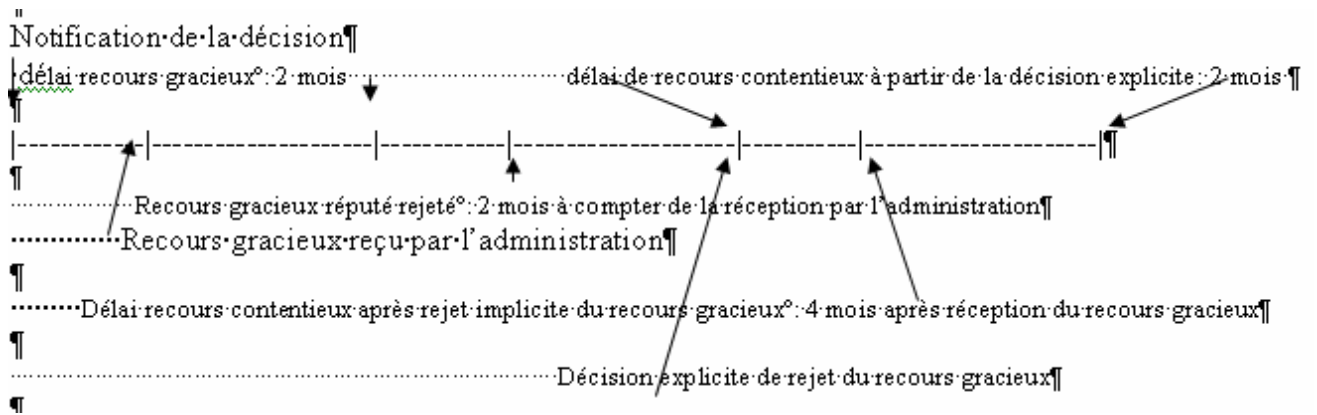 Notification de la décision¶
délai recours gracieux° : 2 mois délai de recours contentieux à partir de la décision explicite : 2 mois ¶
¶
|----------|-----------------|----------|-----------------|---------|------------------|¶
¶
Recours gracieux réputé rejeté° : 2 mois à compter de la réception par l'administration¶
Recours gracieux reçu par l'administration¶
¶
Délai recours contentieux après rejet implicite du recours gracieux° : 4 mois après réception du recours gracieux¶
¶
Décision explicite de rejet du recours gracieux¶
¶